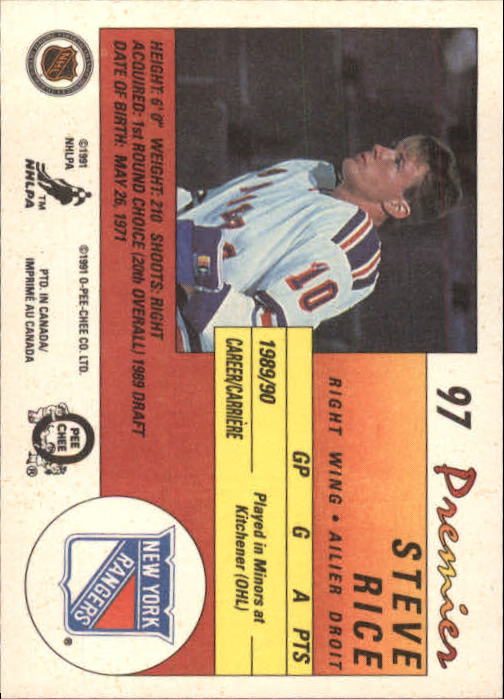 97
Premier
STEVE
RICE
RIGHT WING • AILIER DROIT
GP G A PTS
1989/90 Played in Minors at
CAREER/CARRIÈRE Kitchener (OHL)
10
HEIGHT: 6' 0" WEIGHT: 210 SHOOTS: RIGHT
ACQUIRED: 1st ROUND CHOICE (20th OVERALL) 1989 DRAFT
DATE OF BIRTH: MAY 26, 1971
NEW YORK
RANGERS
®
NHL
©1991
NHLPA
NHLPA
TM
©1991 O-PEE-CHEE CO. LTD.
PTD. IN CANADA/
IMPRIMÉ AU CANADA
O
PEE
CHEE
®